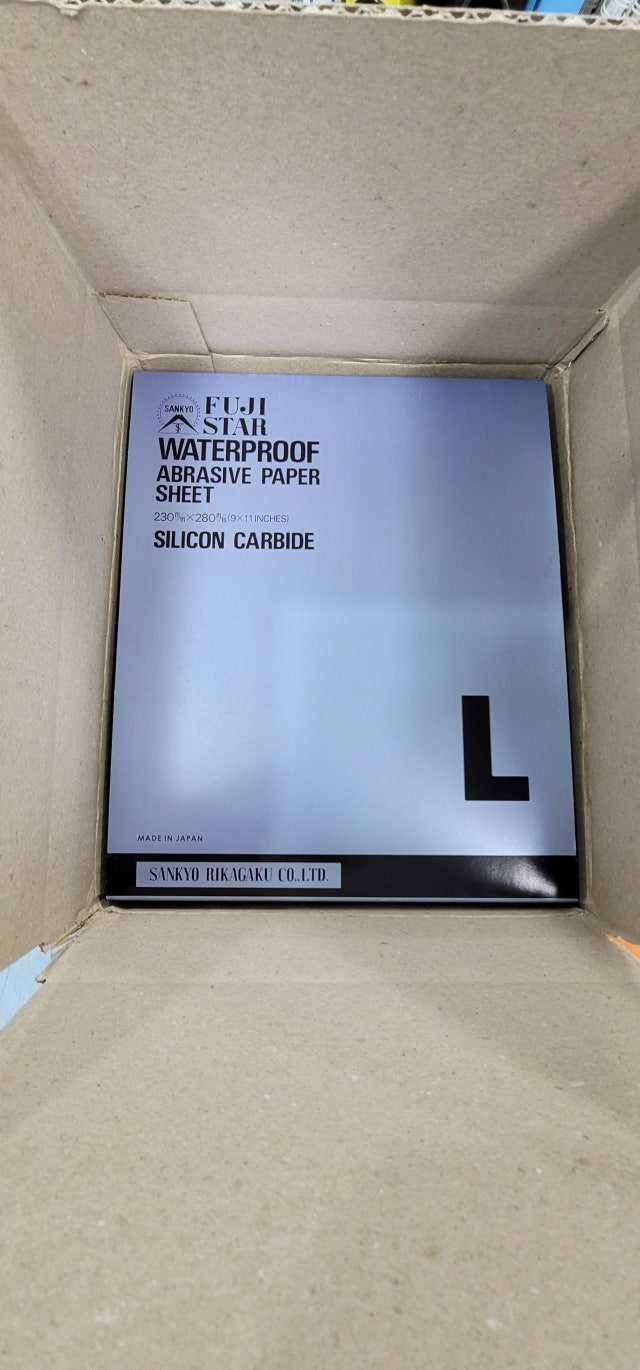 SANKYO
FUJI
STAR
WATERPROOF
ABRASIVE PAPER
SHEET
230㎜×280㎜(9×11INCHES)
SILICON CARBIDE
L
MADE IN JAPAN
SANKYO RIKAGAKU CO.,LTD.